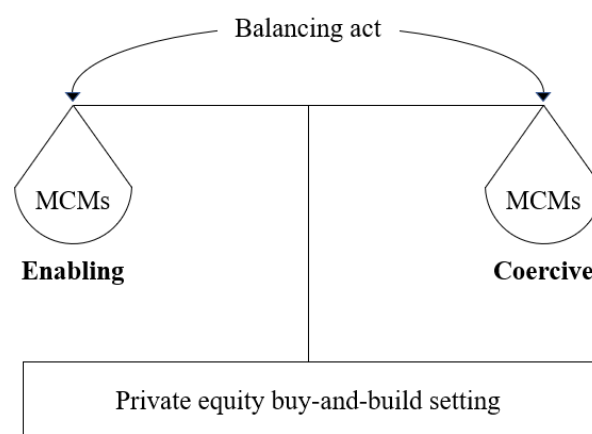 Balancing act
MCMs
MCMs
Enabling
Coercive
Private equity buy-and-build setting